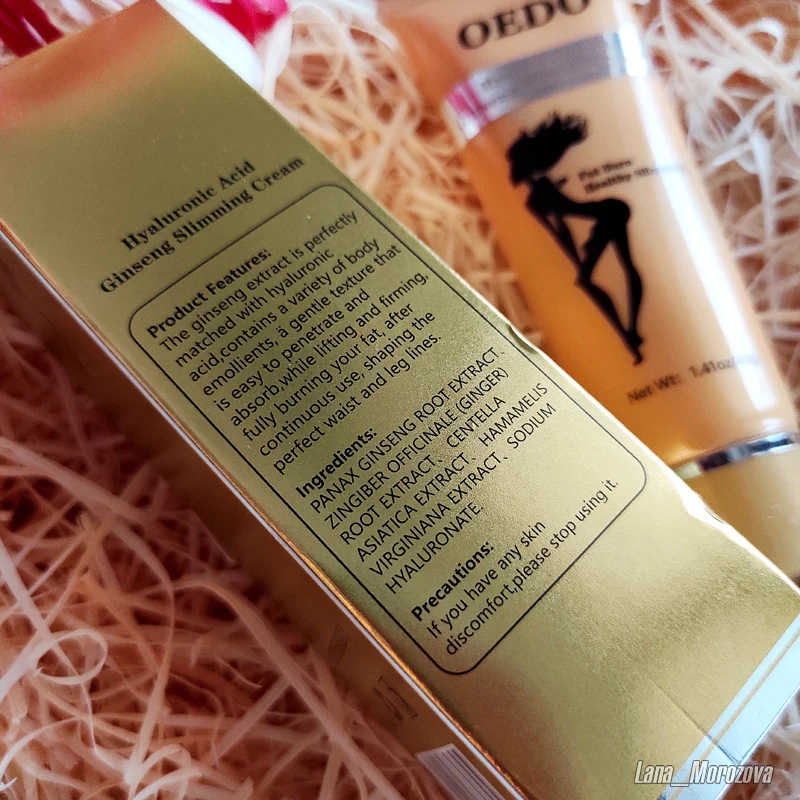 OEDO
Hyaluronic Acid
Ginseng Slimming Cream
Product Features:
The ginseng extract is perfectly
matched with hyaluronic
acid,contains a variety of body
emoliients, ä gentle texture that
is easy to penetrate and
absorb,while lifting and firming,
fully burning your fat, after
continuous use, shaping the
perfect waist and leg lines.
Ingredients:
PANAX GINSENG ROOT EXTRACT、
ZINGIBER OFFICINALE (GINGER)
ROOT EXTRACT、 CENTELLA
ASIATICA EXTRACT、 HAMAMELIS
VIRGINIANA EXTRACT、SODIUM
HYALURONATE.
Precautions:
If you have any skin
discomfort,please stop using it.
Healthy
Net Wt: 1.41oz
Lana__Morozova